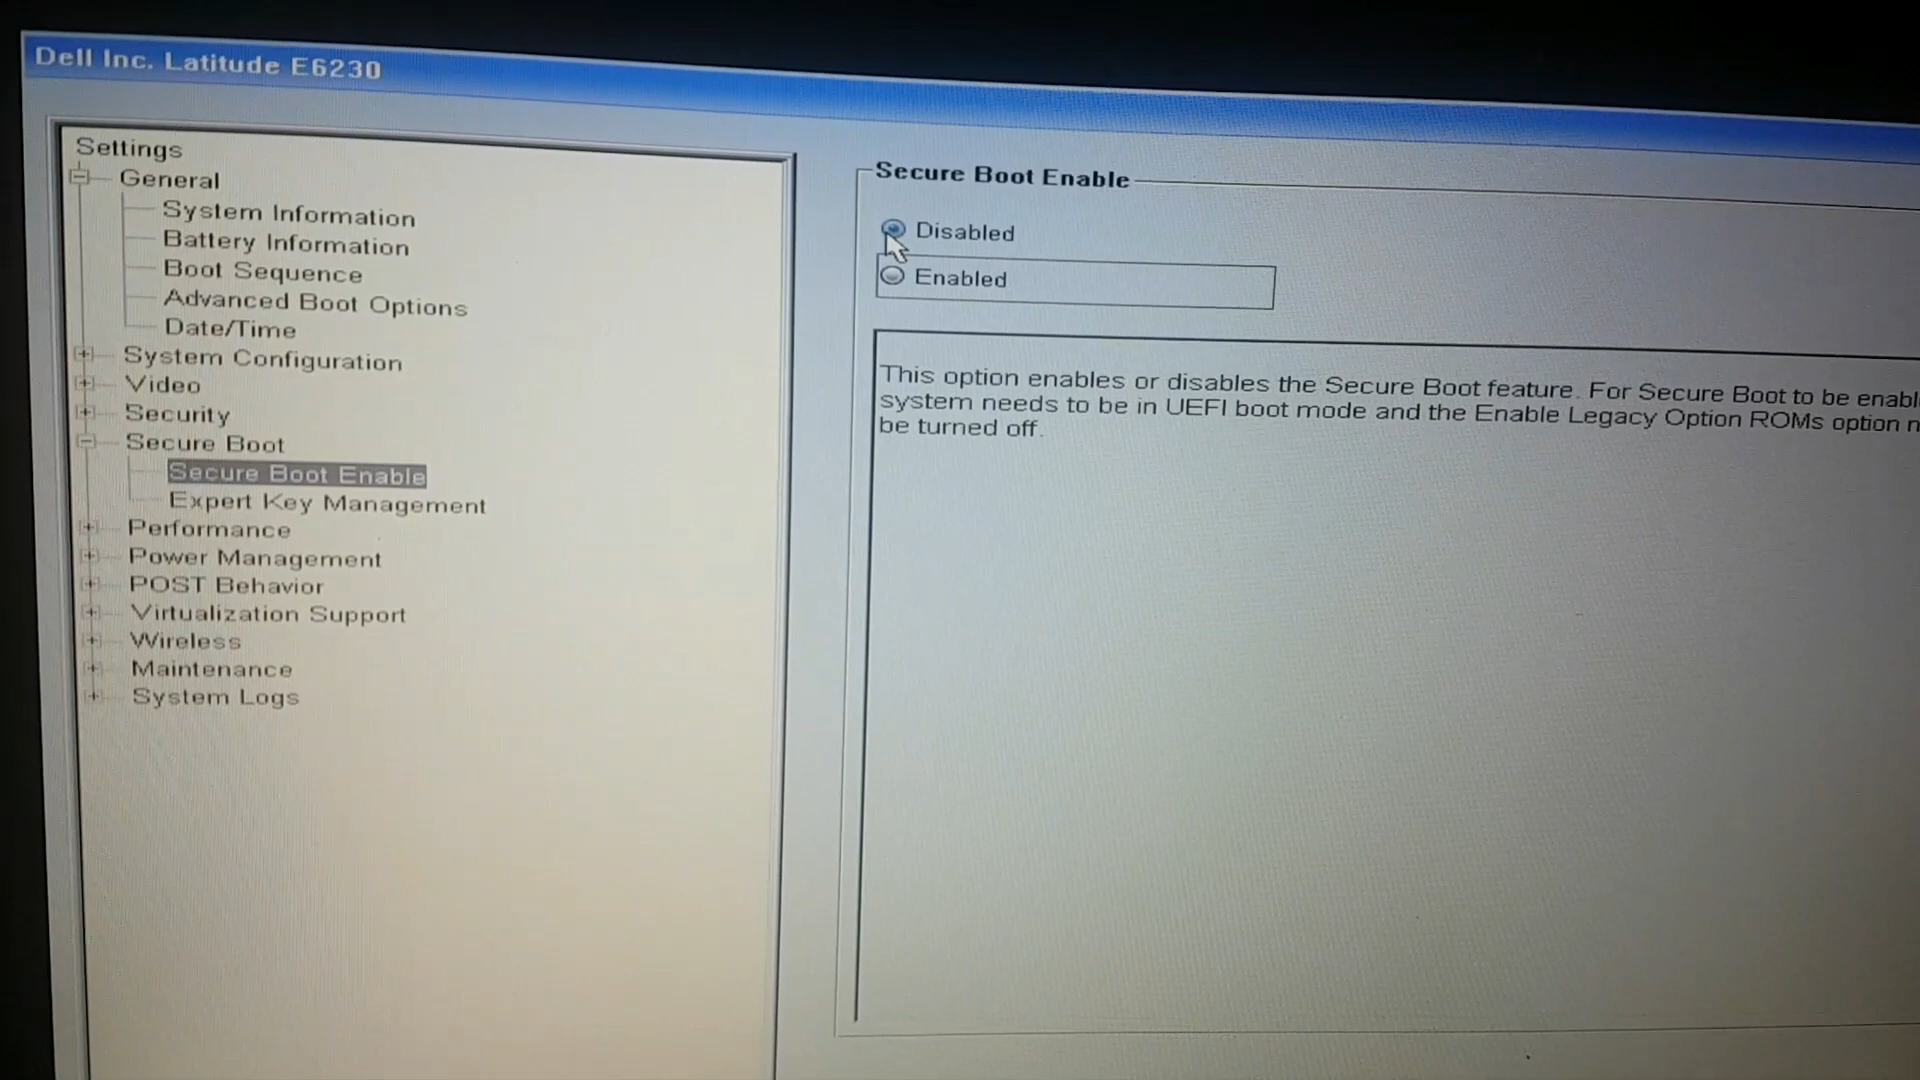 Dell Inc. Latitude E6230
Settings
General
System Information
Battery Information
Boot Sequence
Advanced Boot Options
Date/Time
System Configuration
Video
Security
Secure Boot
Secure Boot Enable
Expert Key Management
Performance
Power Management
POST Behavior
Virtualization Support
Wireless
Maintenance
System Logs
Secure Boot Enable
Disabled
Enabled
This option enables or disables the Secure Boot feature. For Secure Boot to be enabl
system needs to be in UEFI boot mode and the Enable Legacy Option ROMs option
be turned off.